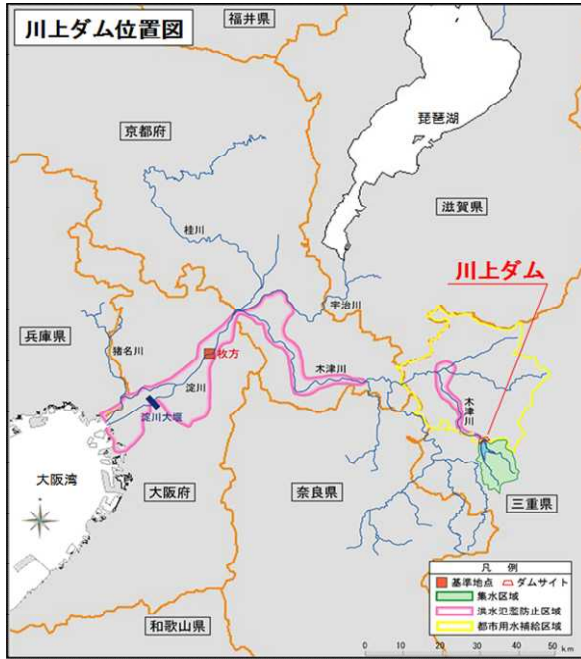 川上ダム位置図
福井県
京都府
琵琶湖
滋賀県
桂川
川上ダム
宇治川
兵庫県
猪名川
枚方
木津川
淀川
木津川
淀川大堰
大阪湾
大阪府
奈良県
三重県
和歌山県
凡 例
基準地点 ダムサイト
集水区域
洪水氾濫防止区域
都市用水補給区域
0 10 20 30 40 50 km